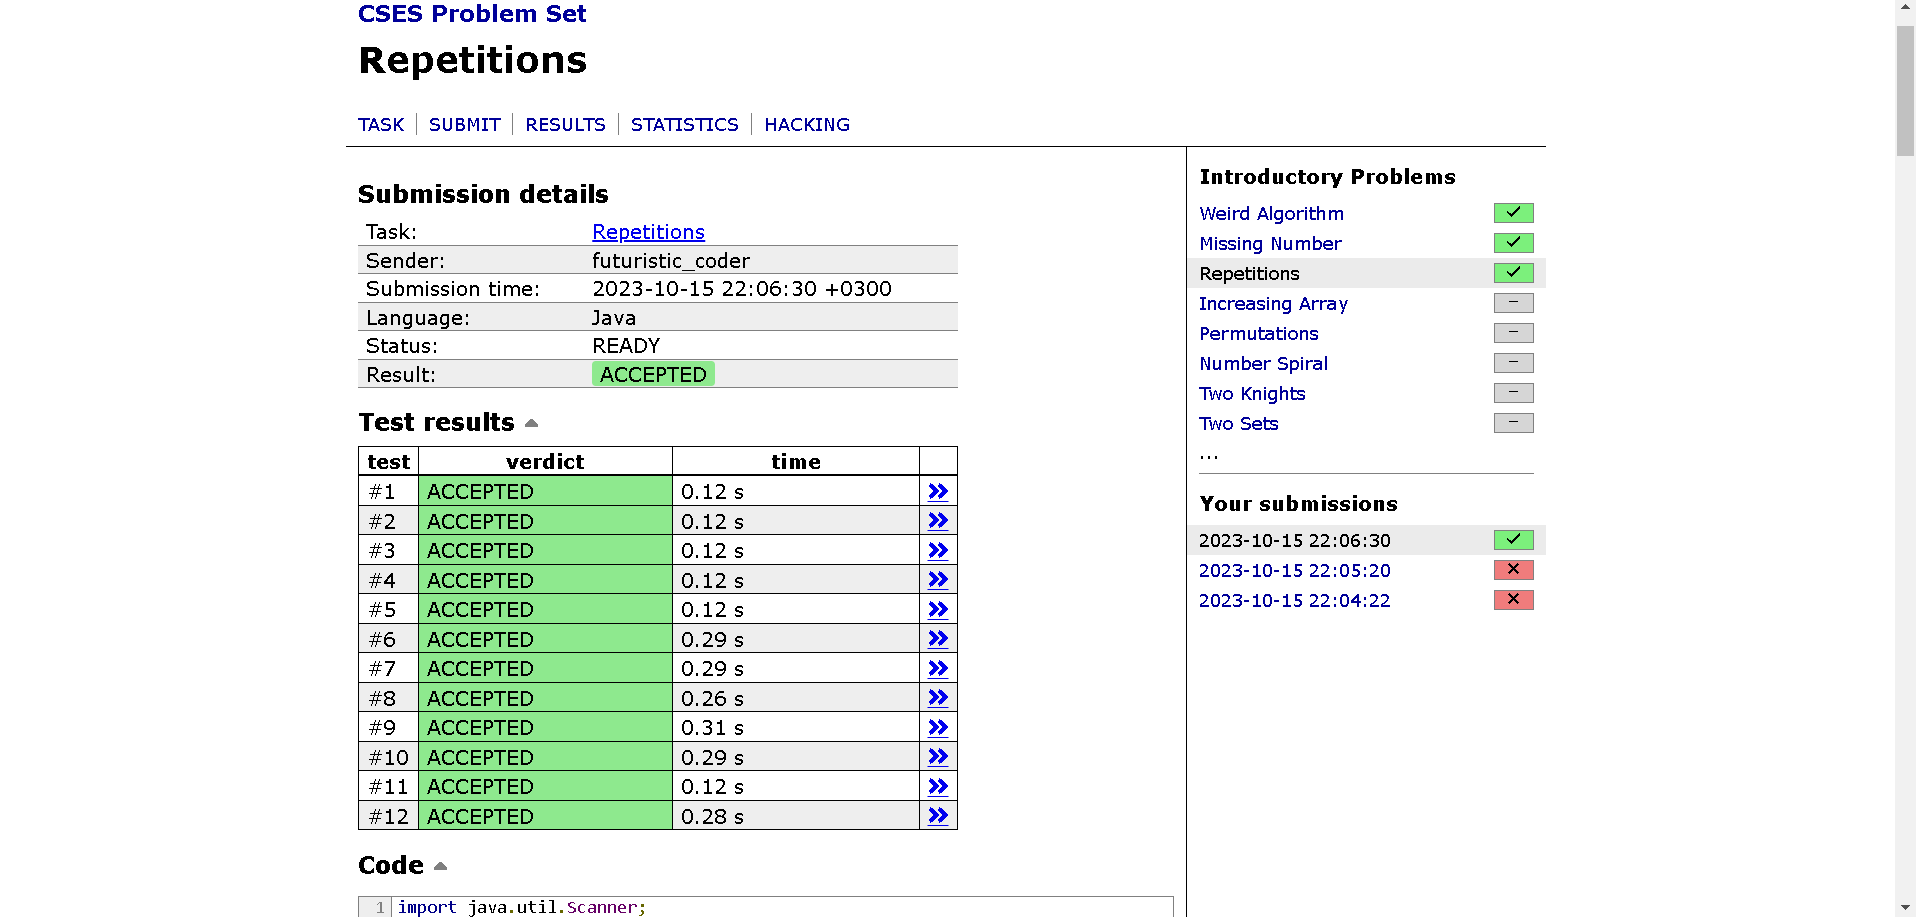 CSES Problem Set
Repetitions
TASK SUBMIT RESULTS STATISTICS HACKING
Submission details
Task: Repetitions
Sender: futuristic_coder
Submission time: 2023-10-15 22:06:30 +0300
Language: Java
Status: READY
Result: ACCEPTED
Test results
test verdict time
#1 ACCEPTED 0.12 s »
#2 ACCEPTED 0.12 s »
#3 ACCEPTED 0.12 s »
#4 ACCEPTED 0.12 s »
#5 ACCEPTED 0.12 s »
#6 ACCEPTED 0.29 s »
#7 ACCEPTED 0.29 s »
#8 ACCEPTED 0.26 s »
#9 ACCEPTED 0.31 s »
#10 ACCEPTED 0.29 s »
#11 ACCEPTED 0.12 s »
#12 ACCEPTED 0.28 s »
Code
1 import java.util.Scanner;
Introductory Problems
Weird Algorithm ✓
Missing Number ✓
Repetitions ✓
Increasing Array –
Permutations –
Number Spiral –
Two Knights –
Two Sets –
...
Your submissions
2023-10-15 22:06:30 ✓
2023-10-15 22:05:20 ×
2023-10-15 22:04:22 ×